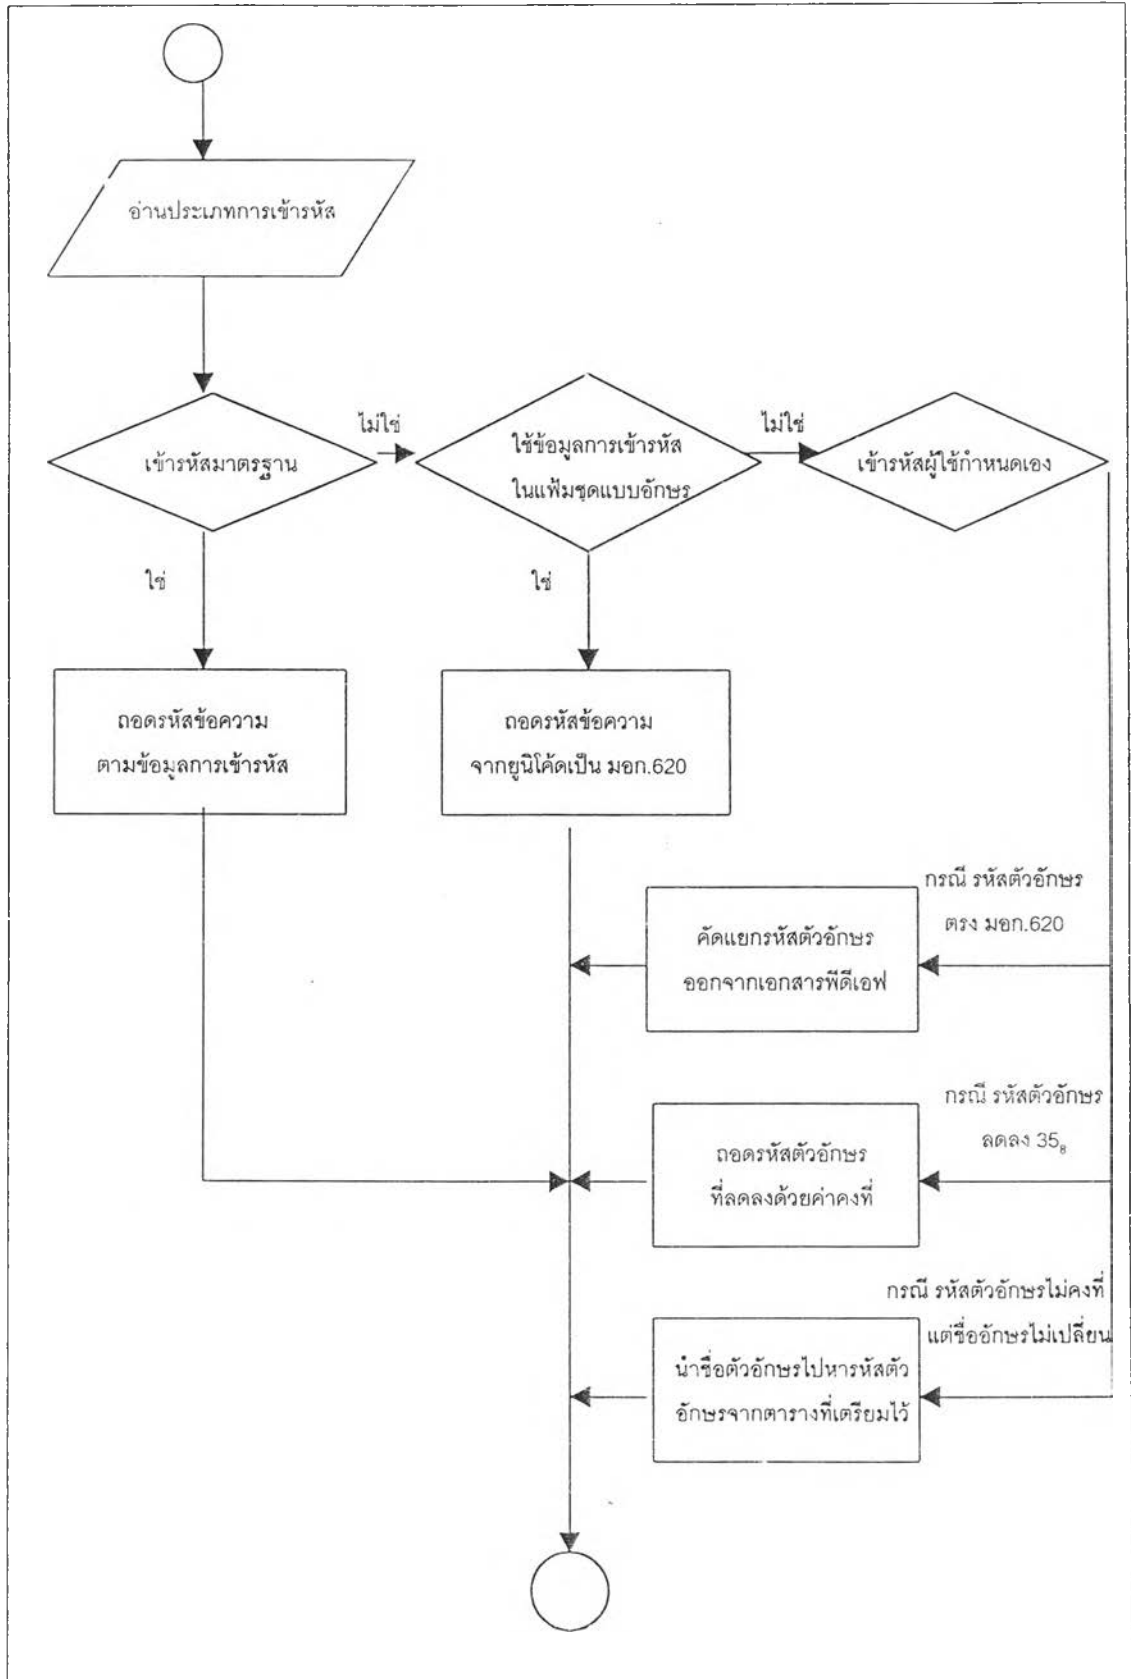 อ่านประเภทการเข้ารหัส
เข้ารหัสมาตรฐาน
ไม่ใช่
ใช้ข้อมูลการเข้ารหัส
ในแฟ้มชุดแบบอักษร
ไม่ใช่
เข้ารหัสผู้ใช้กำหนดเอง
ใช่
ใช่
ถอดรหัสข้อความ
ตามข้อมูลการเข้ารหัส
ถอดรหัสข้อความ
จากยูนิโค้ดเป็น มอก.620
กรณี รหัสตัวอักษร
ตรง มอก.620
คัดแยกรหัสตัวอักษร
ออกจากเอกสารพีดีเอฟ
กรณี รหัสตัวอักษร
ลดลง 35₈
ถอดรหัสตัวอักษร
ที่ลดลงด้วยค่าคงที่
กรณี รหัสตัวอักษรไม่คงที่
แต่ชื่ออักษรไม่เปลี่ยน
นำชื่อตัวอักษรไปหารหัสตัว
อักษรจากตารางที่เตรียมไว้